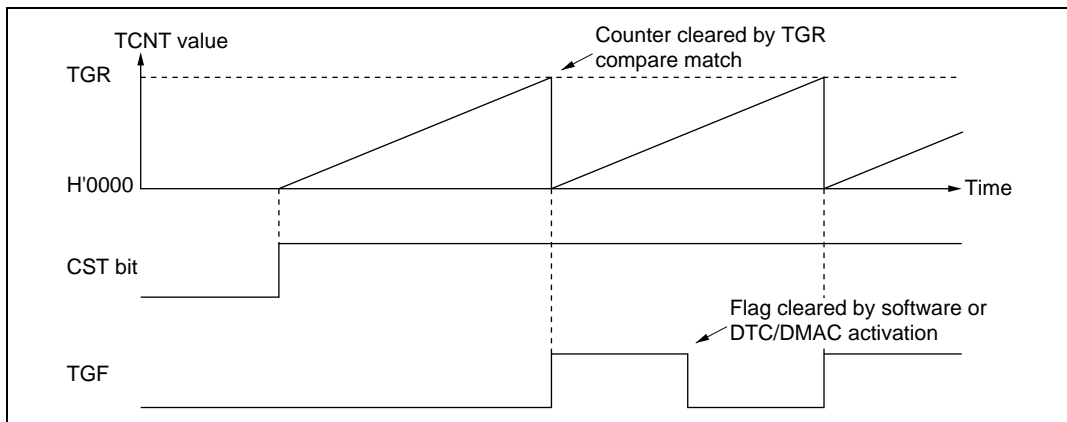 TCNT value
Counter cleared by TGR
compare match
TGR
H'0000
Time
CST bit
Flag cleared by software or
DTC/DMAC activation
TGF